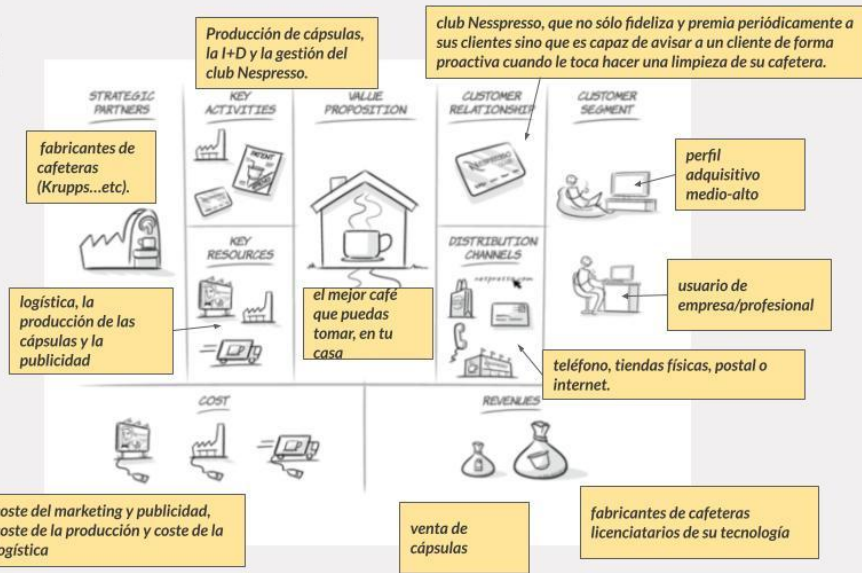 Producción de cápsulas,
la I+D y la gestión del
club Nespresso.
club Nesspresso, que no sólo fideliza y premia periódicamente a
sus clientes sino que es capaz de avisar a un cliente de forma
proactiva cuando le toca hacer una limpieza de su cafetera.
STRATEGIC
PARTNERS
KEY
ACTIVITIES
VALUE
PROPOSITION
CUSTOMER
RELATIONSHIP
CUSTOMER
SEGMENT
fabricantes de
cafeteras
(Krupps...etc).
PATENT
perfil
adquisitivo
medio-alto
KEY
RESOURCES
DISTRIBUTION
CHANNELS
nespresso.com
logística, la
producción de las
cápsulas y la
publicidad
el mejor café
que puedas
tomar, en tu
casa
usuario de
empresa/profesional
teléfono, tiendas físicas, postal o
internet.
COST
REVENUES
oste del marketing y publicidad,
oste de la producción y coste de la
ogística
venta de
cápsulas
fabricantes de cafeteras
licenciatarios de su tecnología